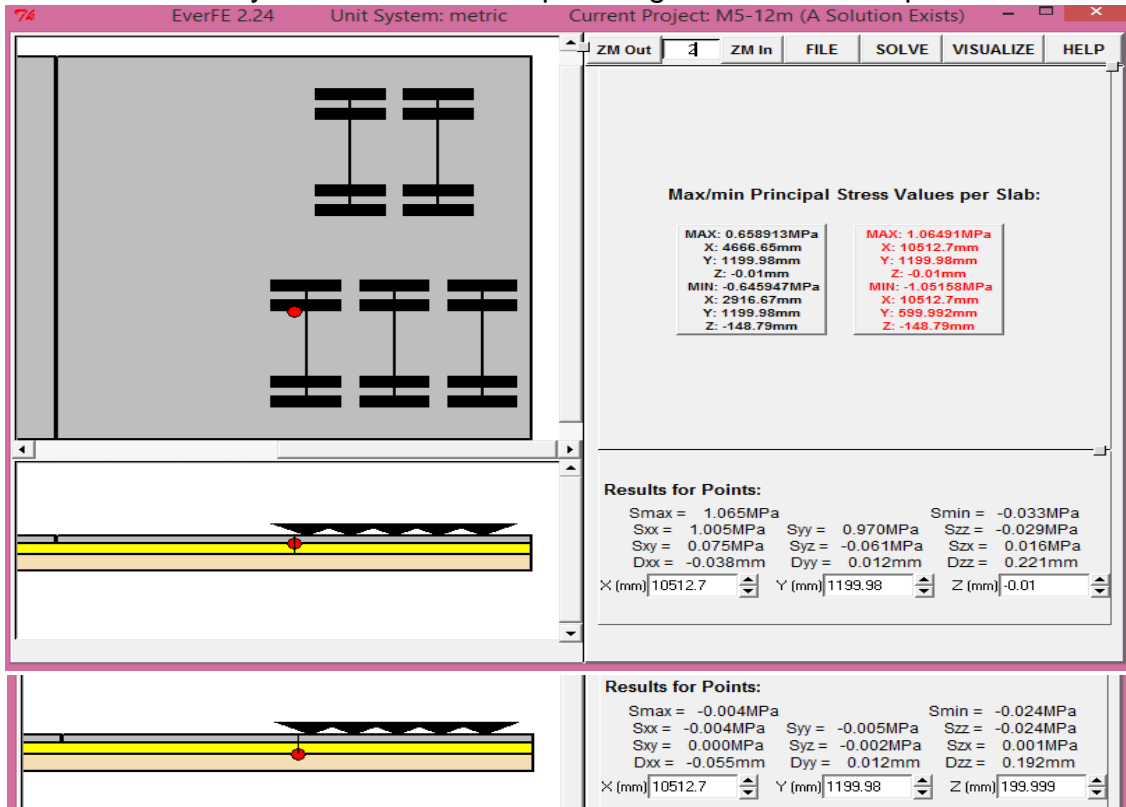 EverFE 2.24 Unit System: metric Current Project: M5-12m (A Solution Exists)
ZM Out 2 ZM In FILE SOLVE VISUALIZE HELP
Max/min Principal Stress Values per Slab:
MAX: 0.658913MPa
X: 4666.65mm
Y: 1199.98mm
Z: -0.01mm
MIN: -0.645947MPa
X: 2916.67mm
Y: 1199.98mm
Z: -148.79mm
MAX: 1.06491MPa
X: 10512.7mm
Y: 1199.98mm
Z: -0.01mm
MIN: -1.05158MPa
X: 10512.7mm
Y: 599.992mm
Z: -148.79mm
Results for Points:
Smax = 1.065MPa Smin = -0.033MPa
Sxx = 1.005MPa Syy = 0.970MPa Szz = -0.029MPa
Sxy = 0.075MPa Syz = -0.061MPa Szx = 0.016MPa
Dxx = -0.038mm Dyy = 0.012mm Dzz = 0.221mm
X (mm) 10512.7 Y (mm) 1199.98 Z (mm) -0.01
Results for Points:
Smax = -0.004MPa Smin = -0.024MPa
Sxx = -0.004MPa Syy = -0.005MPa Szz = -0.024MPa
Sxy = 0.000MPa Syz = -0.002MPa Szx = 0.001MPa
Dxx = -0.055mm Dyy = 0.012mm Dzz = 0.192mm
X (mm) 10512.7 Y (mm) 1199.98 Z (mm) 199.999